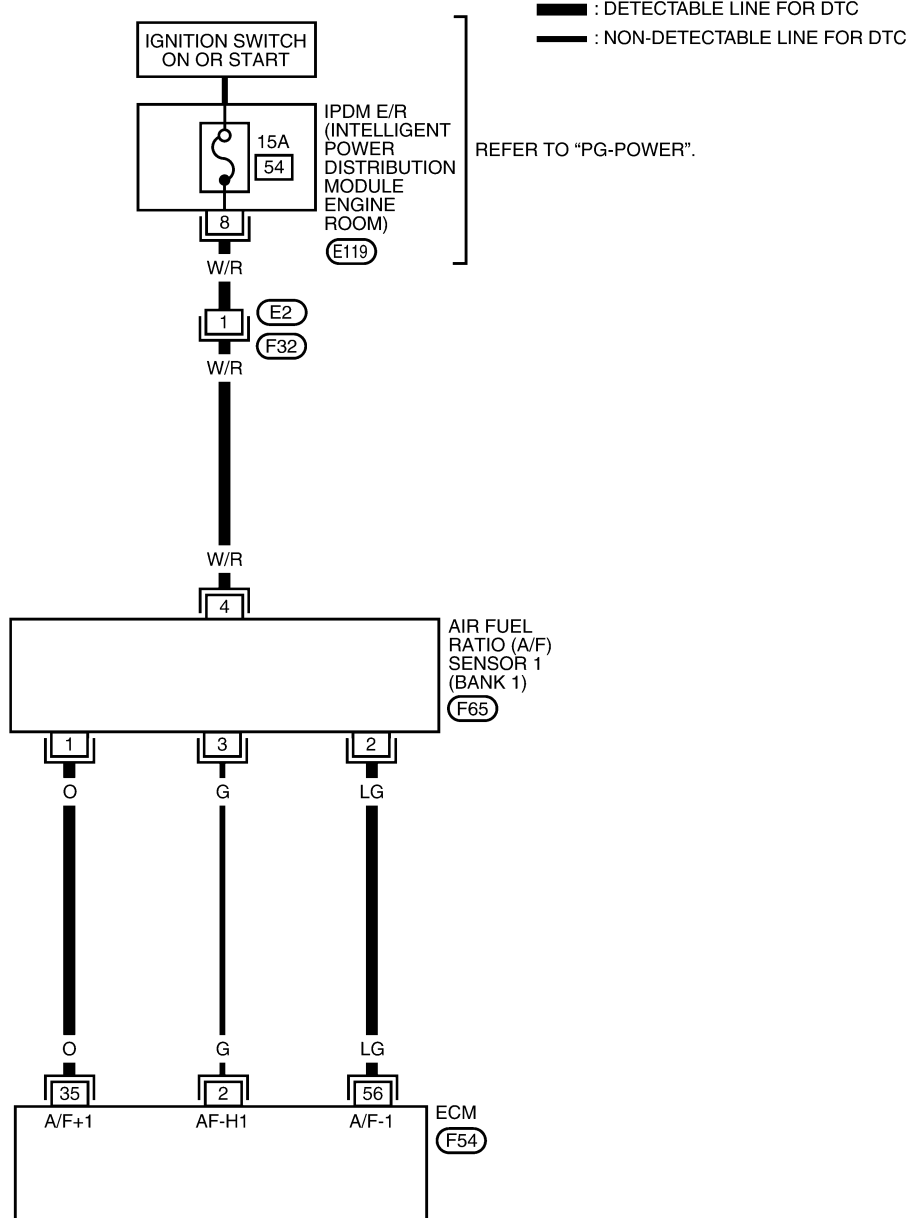 : DETECTABLE LINE FOR DTC
: NON-DETECTABLE LINE FOR DTC
IGNITION SWITCH
ON OR START
IPDM E/R
(INTELLIGENT
POWER
DISTRIBUTION
MODULE
ENGINE
ROOM)
E119
15A
54
REFER TO “PG-POWER”.
8
W/R
1
E2
F32
W/R
W/R
4
AIR FUEL
RATIO (A/F)
SENSOR 1
(BANK 1)
F65
1 3 2
O G LG
O G LG
35 2 56
A/F+1 AF-H1 A/F-1
ECM
F54